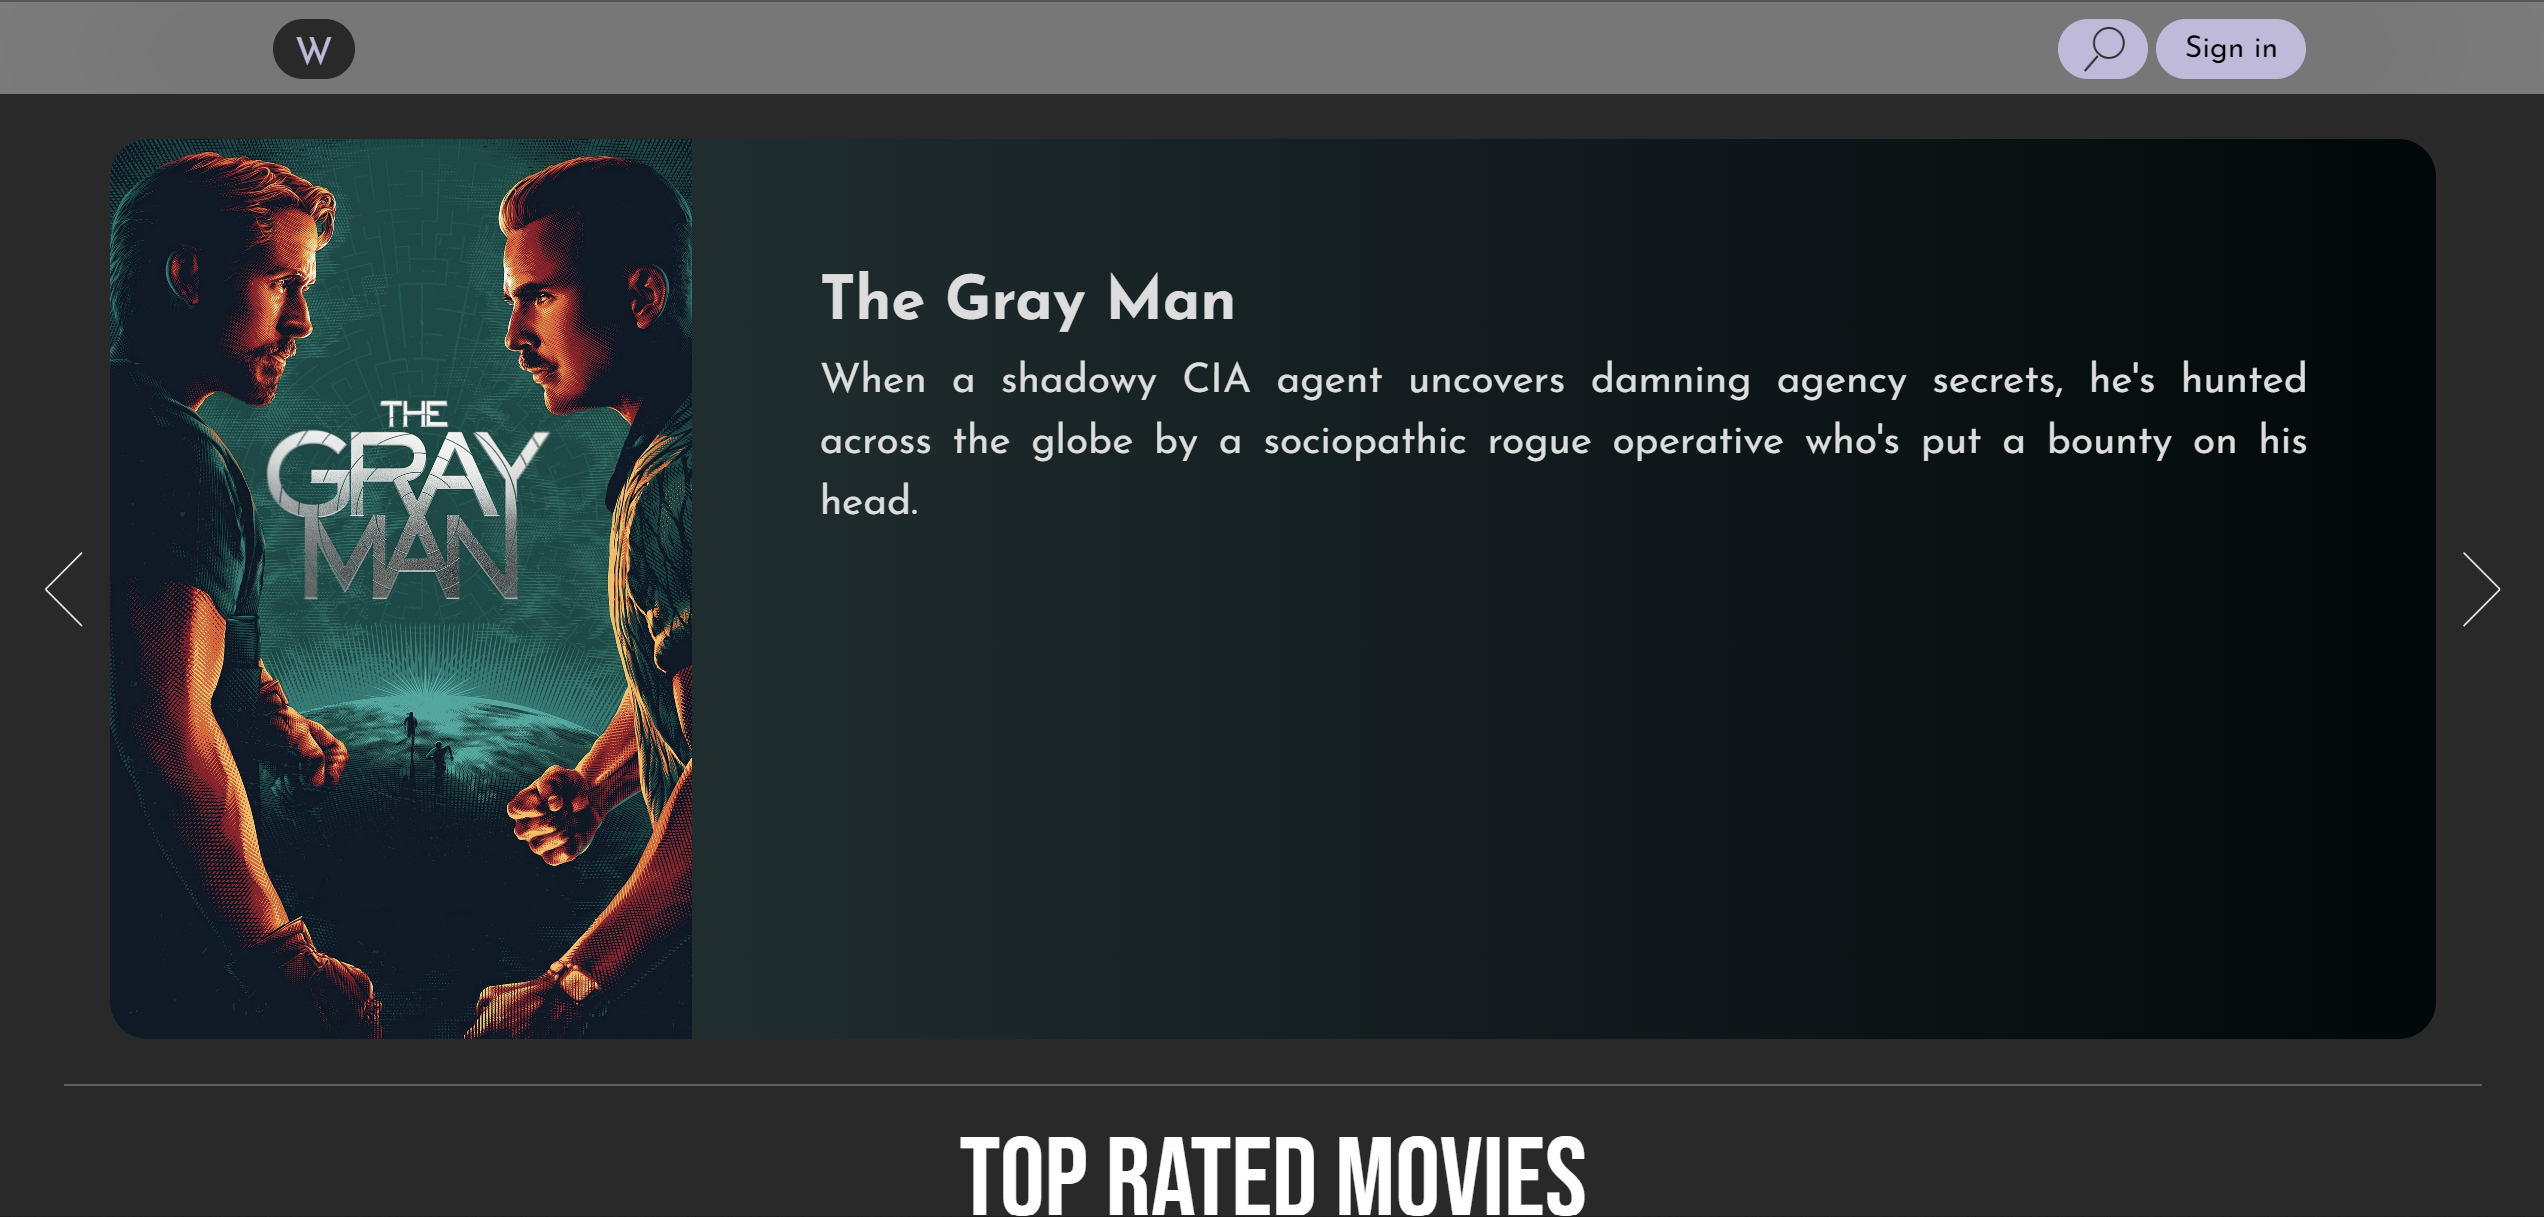 W
Sign in
THE
GRAY
MAN
The Gray Man
When a shadowy CIA agent uncovers damning agency secrets, he's hunted
across the globe by a sociopathic rogue operative who's put a bounty on his
head.
TOP RATED MOVIES